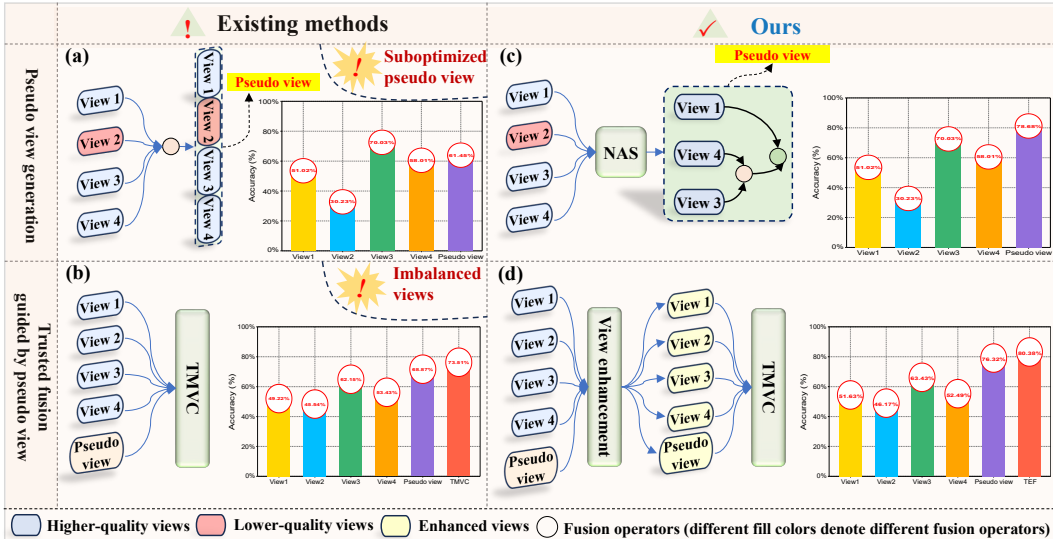 Existing methods
Ours
Pseudo view generation
(a)
View 1
View 2
View 3
View 4
View 1
View 2
View 3
View 4
Pseudo view
Suboptimized
pseudo view
Accuracy (%)
100%
80%
60%
40%
20%
0%
51.02%
30.23%
70.03%
58.01%
61.48%
View1
View2
View3
View4
Pseudo view
(c)
View 1
View 2
View 3
View 4
NAS
Pseudo view
View 1
View 4
View 3
Accuracy (%)
100%
80%
60%
40%
20%
0%
51.02%
30.23%
70.03%
58.01%
78.68%
View1
View2
View3
View4
Pseudo view
Trusted fusion
guided by pseudo view
(b)
View 1
View 2
View 3
View 4
Pseudo
view
TMVC
Imbalanced
views
Accuracy (%)
100%
80%
60%
40%
20%
0%
49.22%
62.18%
53.43%
68.87%
73.81%
View1
View2
View3
View4
Pseudo view
TMVC
(d)
View 1
View 2
View 3
View 4
Pseudo
view
View enhancement
View 1
View 2
View 3
View 4
Pseudo
view
TMVC
Accuracy (%)
100%
80%
60%
40%
20%
0%
51.63%
46.17%
63.43%
52.49%
76.32%
80.39%
View1
View2
View3
View4
Pseudo view
TEF
Higher-quality views
Lower-quality views
Enhanced views
Fusion operators (different fill colors denote different fusion operators)